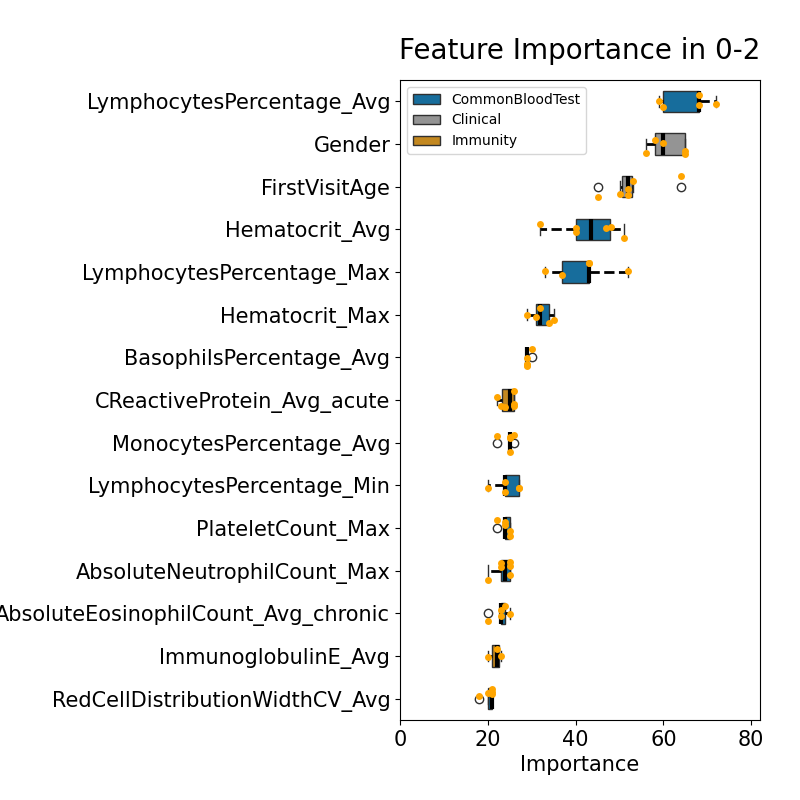 Feature Importance in 0-2
CommonBloodTest
Clinical
Immunity
LymphocytesPercentage_Avg
Gender
FirstVisitAge
Hematocrit_Avg
LymphocytesPercentage_Max
Hematocrit_Max
BasophilsPercentage_Avg
CReactiveProtein_Avg_acute
MonocytesPercentage_Avg
LymphocytesPercentage_Min
PlateletCount_Max
AbsoluteNeutrophilCount_Max
AbsoluteEosinophilCount_Avg_chronic
ImmunoglobulinE_Avg
RedCellDistributionWidthCV_Avg
0 20 40 60 80
Importance